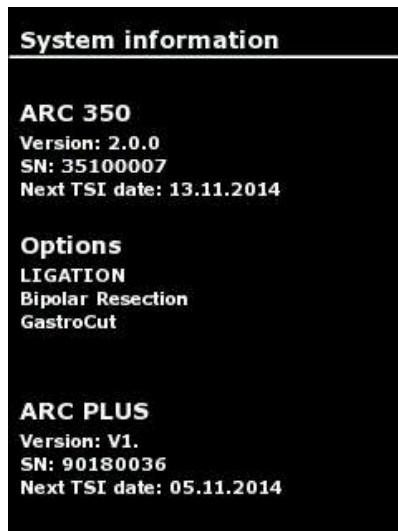 System information
ARC 350
Version: 2.0.0
SN: 35100007
Next TSI date: 13.11.2014
Options
LIGATION
Bipolar Resection
GastroCut
ARC PLUS
Version: V1.
SN: 90180036
Next TSI date: 05.11.2014